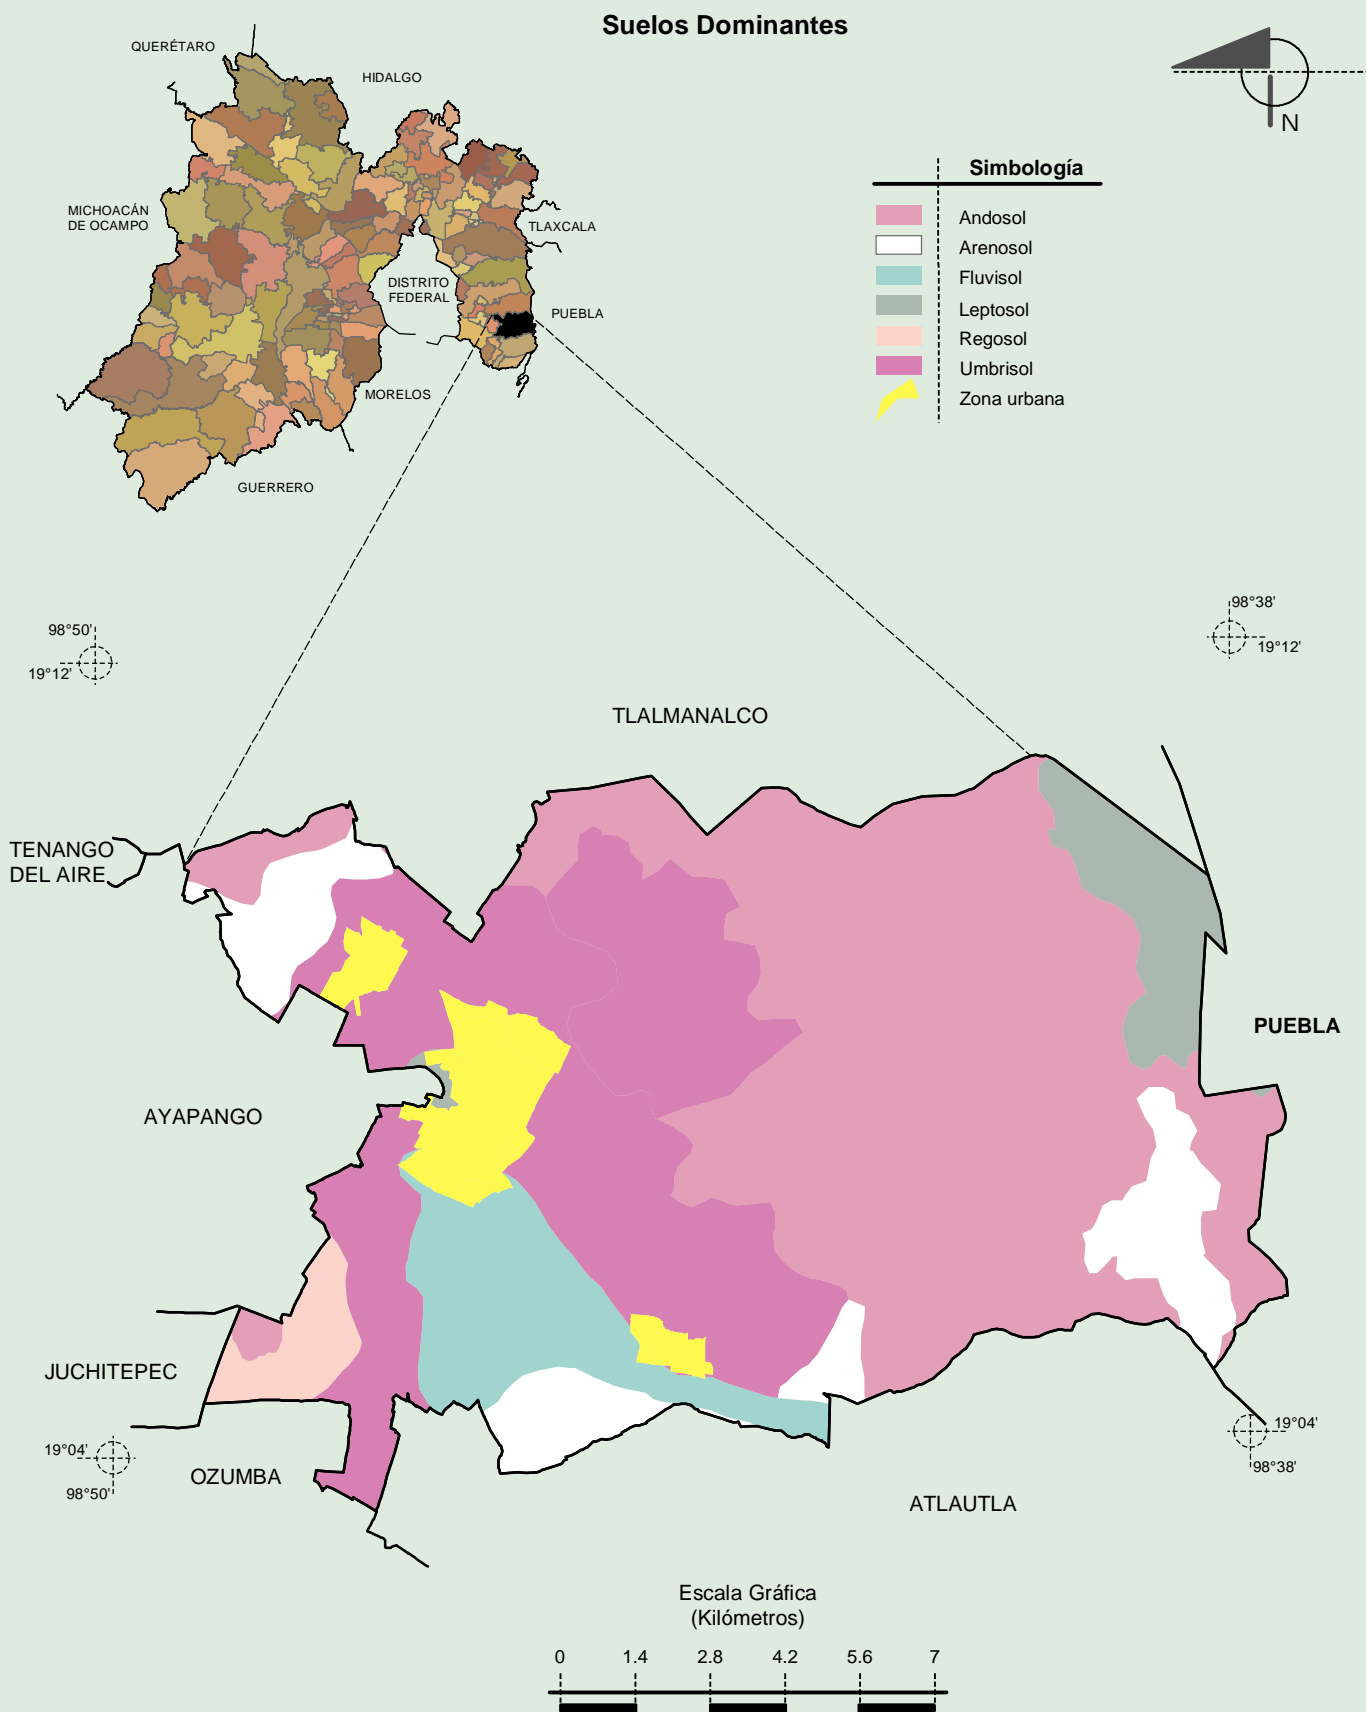 Suelos Dominantes
QUERÉTARO
HIDALGO
N
Simbología
MICHOACÁN
DE OCAMPO
TLAXCALA
DISTRITO
FEDERAL
PUEBLA
MORELOS
GUERRERO
Andosol
Arenosol
Fluvisol
Leptosol
Regosol
Umbrisol
Zona urbana
98°50'
19°12'
98°38'
19°12'
TLALMANALCO
TENANGO
DEL AIRE
PUEBLA
AYAPANGO
JUCHITEPEC
19°04'
98°50'
OZUMBA
ATLAUTLA
19°04'
98°38'
Escala Gráfica
(Kilómetros)
0 1.4 2.8 4.2 5.6 7